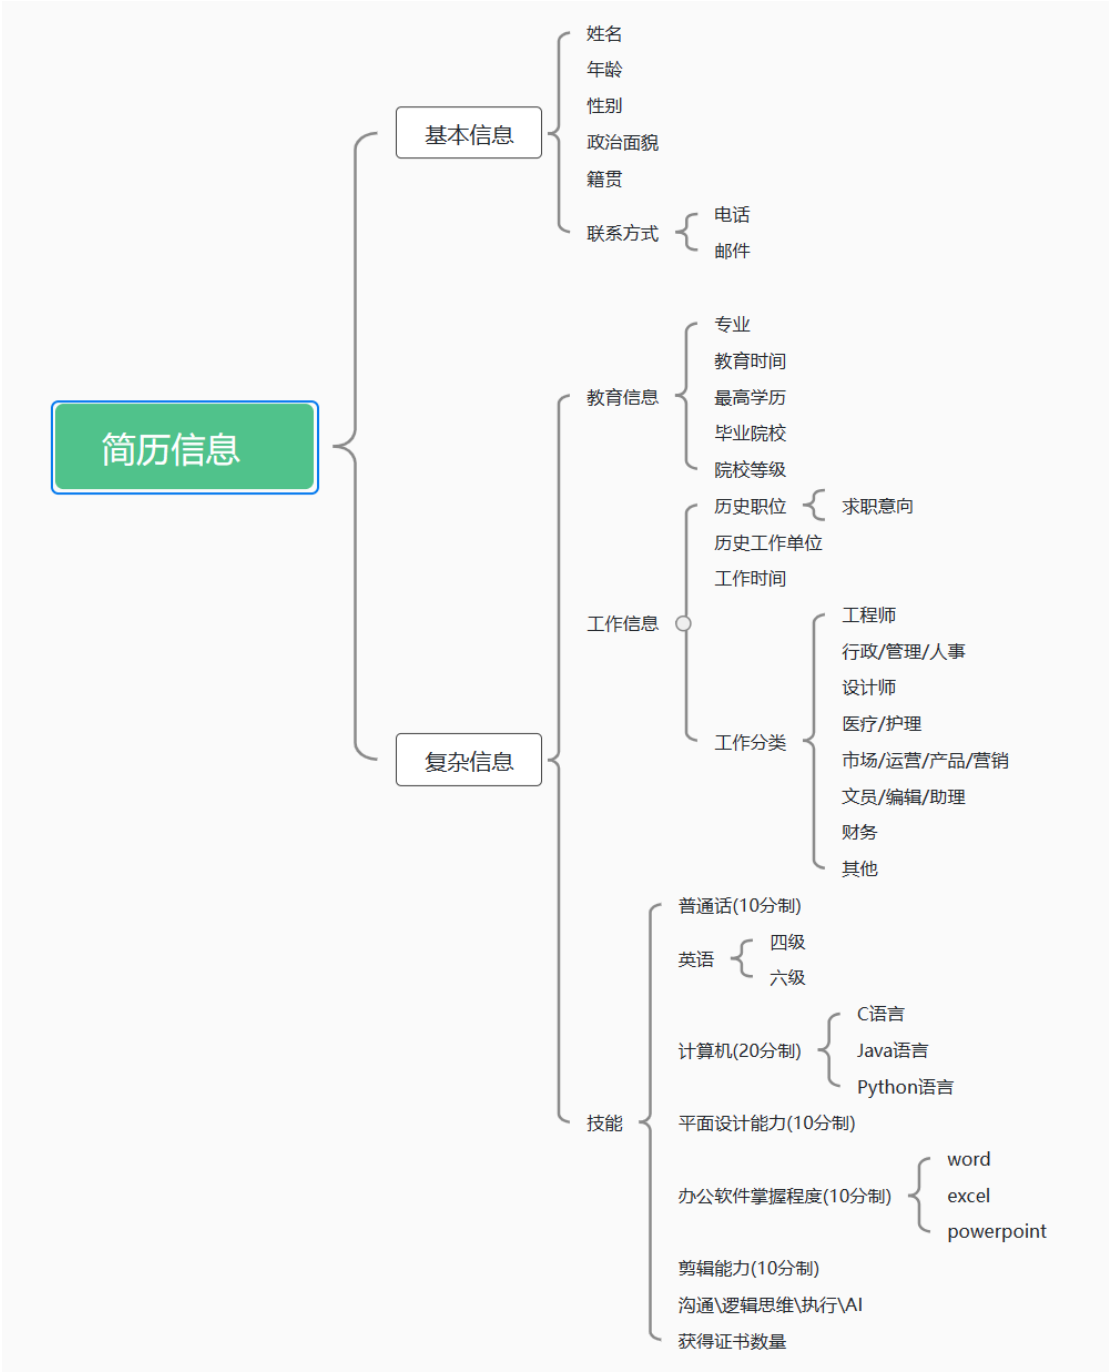 简历信息
基本信息
姓名
年龄
性别
政治面貌
籍贯
联系方式
电话
邮件
复杂信息
教育信息
专业
教育时间
最高学历
毕业院校
院校等级
工作信息
历史职位
求职意向
历史工作单位
工作时间
工作分类
工程师
行政/管理/人事
设计师
医疗/护理
市场/运营/产品/营销
文员/编辑/助理
财务
其他
技能
普通话(10分制)
英语
四级
六级
计算机(20分制)
C语言
Java语言
Python语言
平面设计能力(10分制)
办公软件掌握程度(10分制)
word
excel
powerpoint
剪辑能力(10分制)
沟通\逻辑思维\执行\AI
获得证书数量